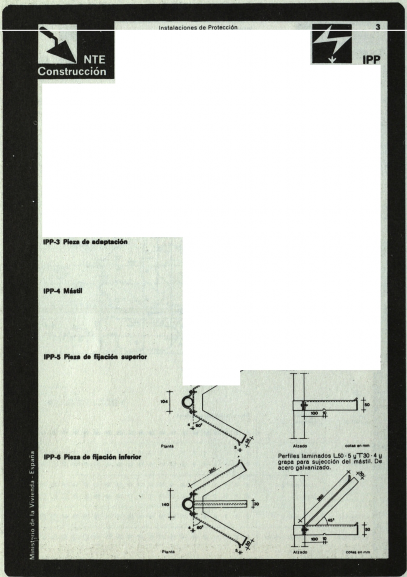 Instalaciones de Protección
3
NTE
Construcción
IPP
IPP-3 Pieza de adaptación
IPP-4 Mástil
IPP-5 Pieza de fijación superior
104
60°
50
100
50
Planta
Alzado
cotas en mm
IPP-6 Pieza de fijación inferior
Perfiles laminados L50·5 y T30·4 y
grapa para sujección del mástil. De
acero galvanizado.
140
30
60°
45°
100
50
Planta
Alzado
cotas en mm
Ministerio de la Vivienda - España